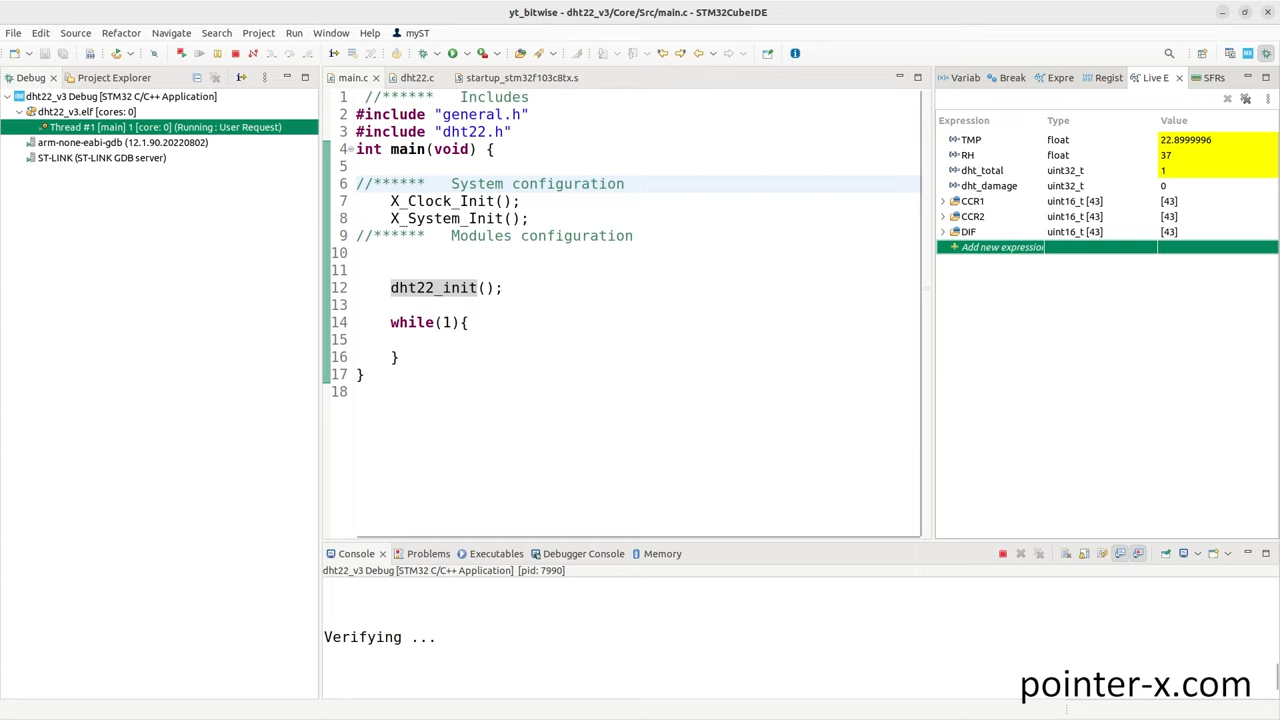 yt_bitwise - dht22_v3/Core/Src/main.c - STM32CubeIDE
File Edit Source Refactor Navigate Search Project Run Window Help myST
Debug Project Explorer
dht22_v3 Debug [STM32 C/C++ Application]
dht22_v3.elf [cores: 0]
Thread #1 [main] 1 [core: 0] (Running : User Request)
arm-none-eabi-gdb (12.1.90.20220802)
ST-LINK (ST-LINK GDB server)
main.c dht22.c startup_stm32f103c8tx.s
1 //****** Includes
2 #include "general.h"
3 #include "dht22.h"
4 int main(void) {
5
6 //****** System configuration
7 X_Clock_Init();
8 X_System_Init();
9 //****** Modules configuration
10
11
12 dht22_init();
13
14 while(1){
15
16 }
17 }
18
Variab Break Expre Regist Live E SFRs
Expression Type Value
TMP float 22.8999996
RH float 37
dht_total uint32_t 1
dht_damage uint32_t 0
CCR1 uint16_t [43] [43]
CCR2 uint16_t [43] [43]
DIF uint16_t [43] [43]
Add new expression
Console Problems Executables Debugger Console Memory
dht22_v3 Debug [STM32 C/C++ Application] [pid: 7990]
Verifying ...
pointer-x.com